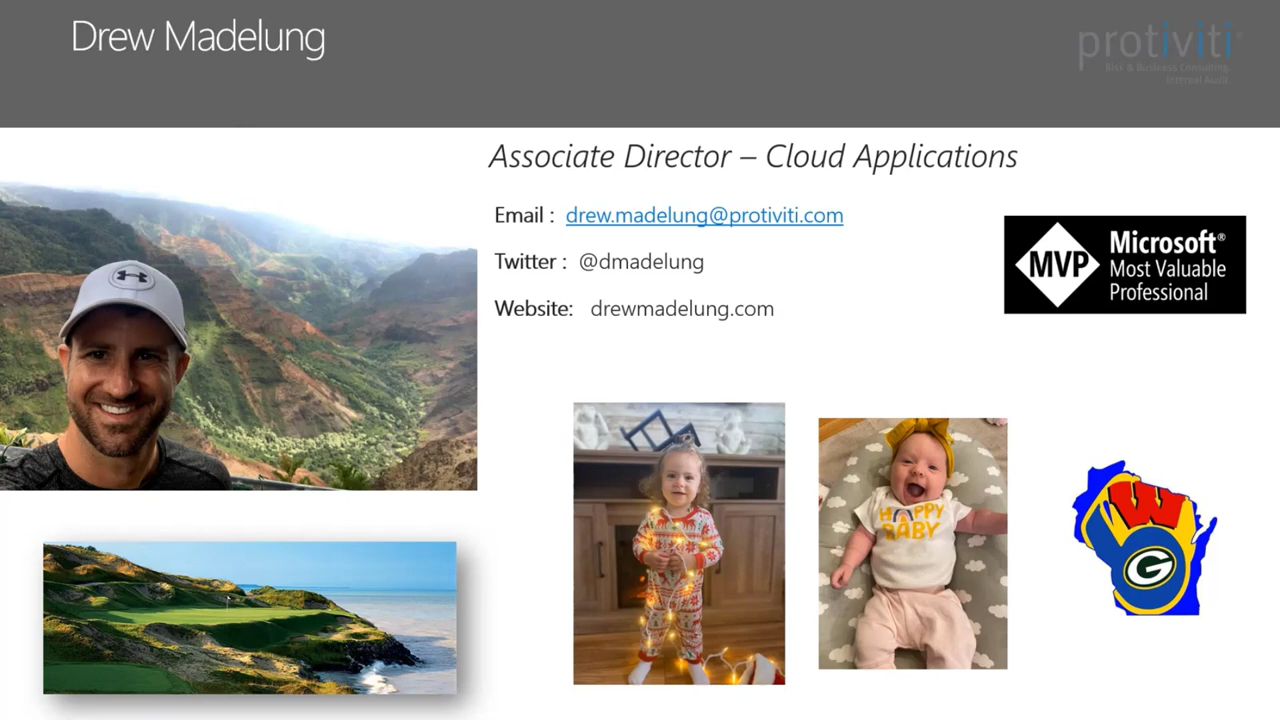 Drew Madelung
protiviti®
Risk & Business Consulting.
Internal Audit.
Associate Director – Cloud Applications
Email : drew.madelung@protiviti.com
Twitter : @dmadelung
Website: drewmadelung.com
MVP
Microsoft®
Most Valuable
Professional
HAPPY
BABY
W
G